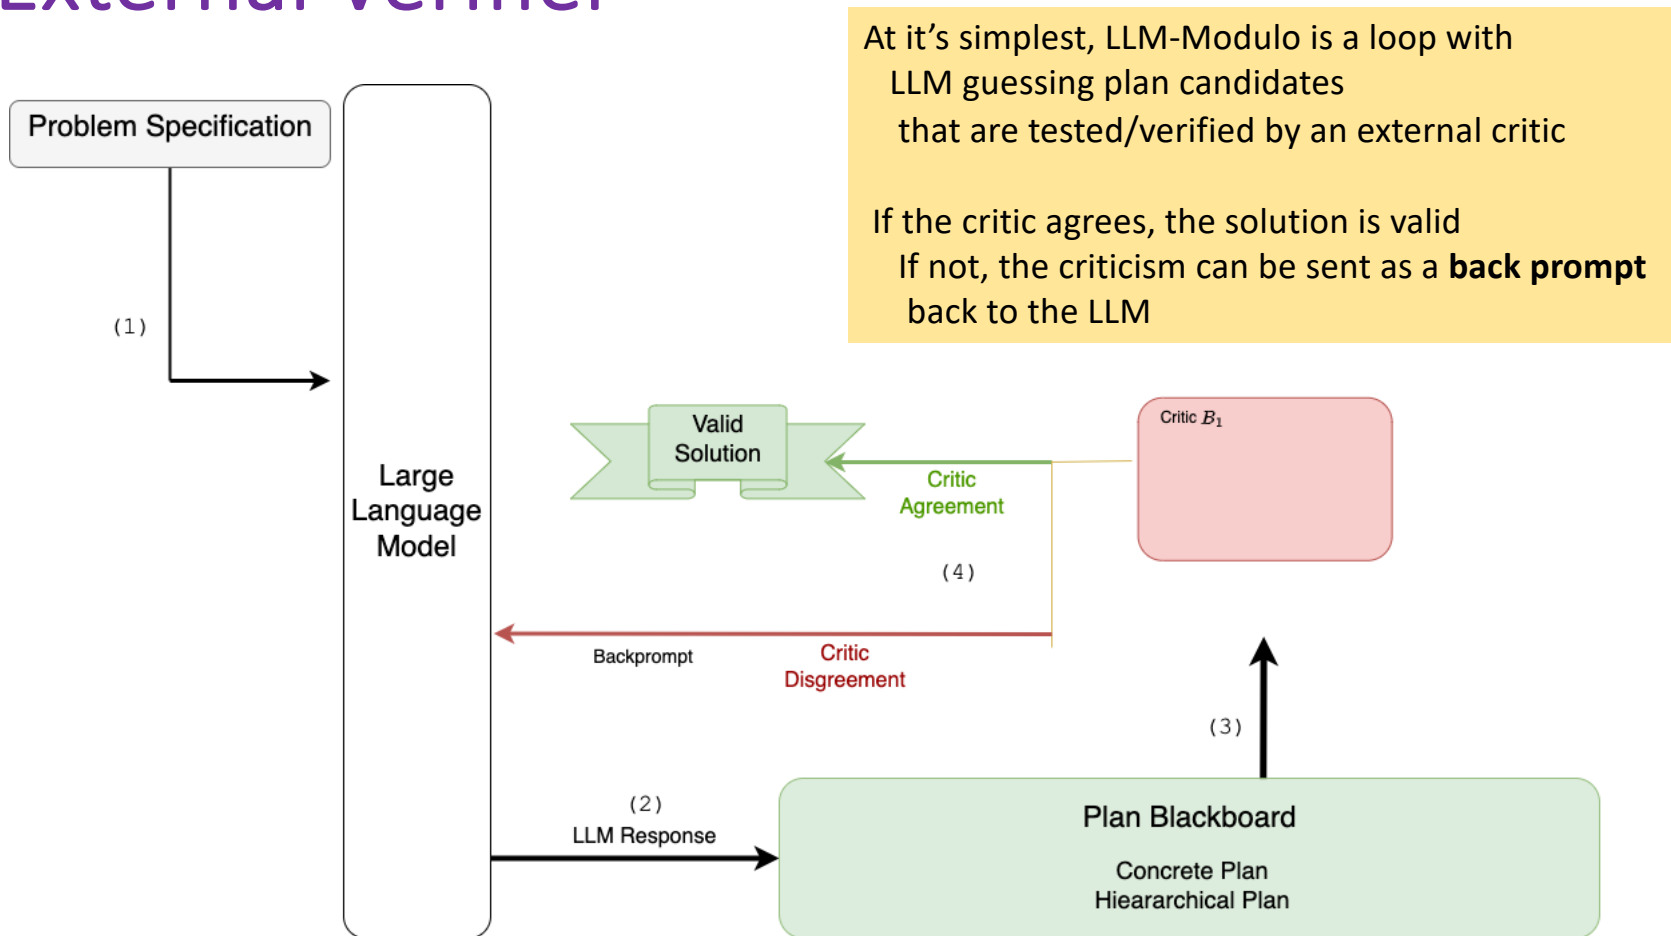 External Verifier
At it's simplest, LLM-Modulo is a loop with
LLM guessing plan candidates
that are tested/verified by an external critic
If the critic agrees, the solution is valid
If not, the criticism can be sent as a back prompt
back to the LLM
Problem Specification
(1)
Large
Language
Model
Valid
Solution
Critic
Agreement
Critic B₁
(4)
Backprompt
Critic
Disgreement
(3)
(2)
LLM Response
Plan Blackboard
Concrete Plan
Hieararchical Plan